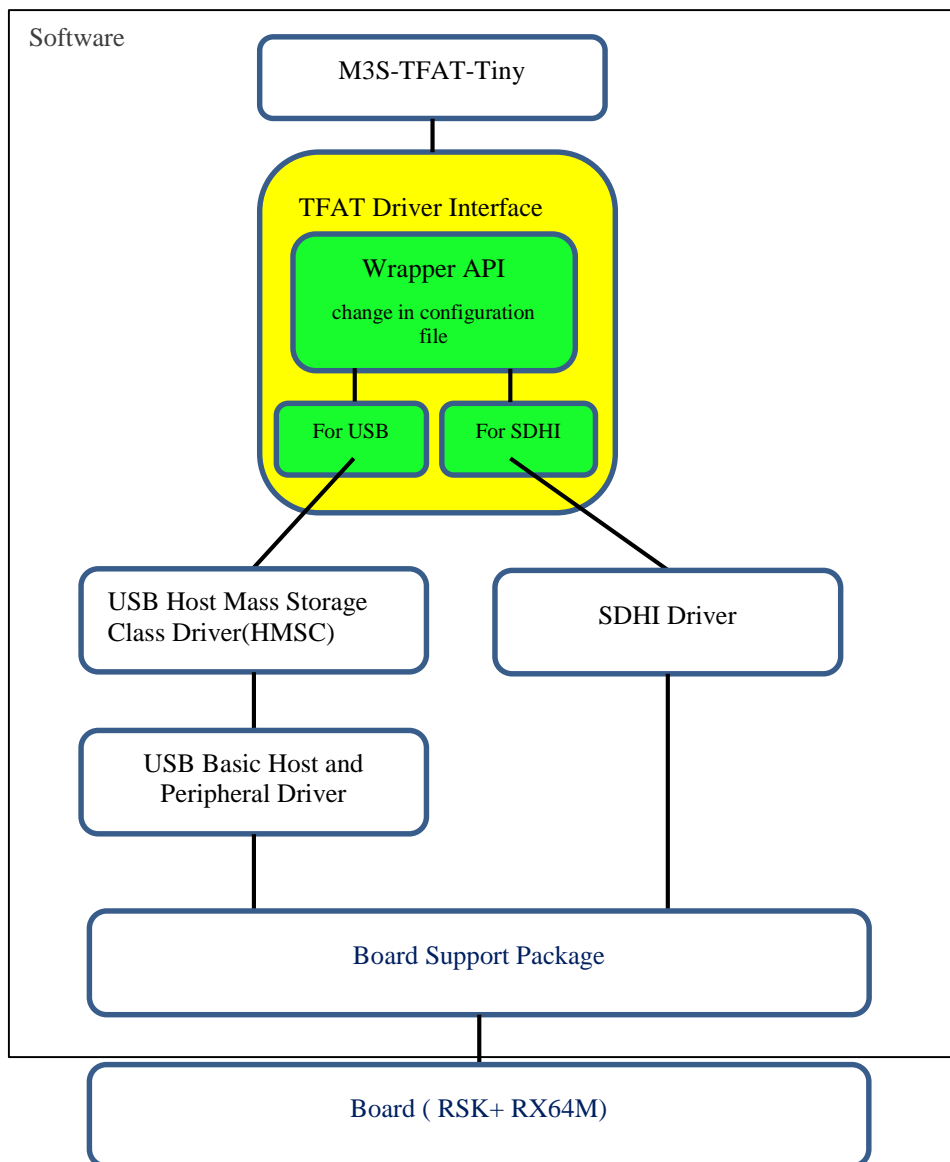 Software
M3S-TFAT-Tiny
TFAT Driver Interface
Wrapper API
change in configuration
file
For USB
For SDHI
USB Host Mass Storage
Class Driver(HMSC)
SDHI Driver
USB Basic Host and
Peripheral Driver
Board Support Package
Board ( RSK+ RX64M)